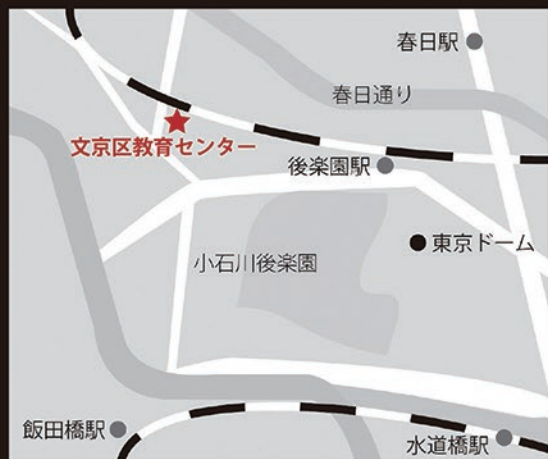 春日駅
春日通り
文京区教育センター
後楽園駅
東京ドーム
小石川後楽園
飯田橋駅
水道橋駅